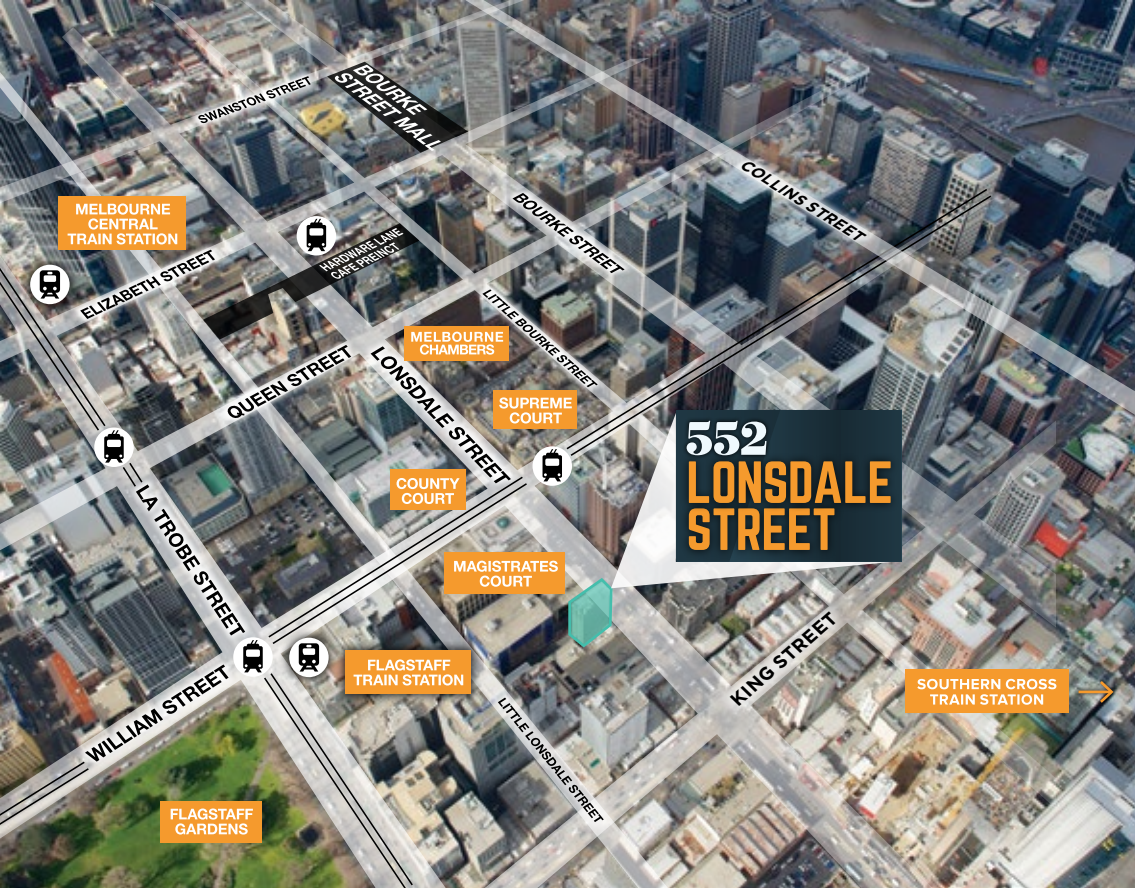 SWANSTON STREET
BOURKE
STREET MALL
MELBOURNE
CENTRAL
TRAIN STATION
ELIZABETH STREET
HARDWARE LANE
CAFE PREINCT
COLLINS STREET
BOURKE STREET
LITTLE BOURKE STREET
MELBOURNE
CHAMBERS
QUEEN STREET
LONSDALE STREET
SUPREME
COURT
552
LONSDALE
STREET
COUNTY
COURT
LA TROBE STREET
MAGISTRATES
COURT
FLAGSTAFF
TRAIN STATION
WILLIAM STREET
KING STREET
SOUTHERN CROSS
TRAIN STATION
LITTLE LONSDALE STREET
FLAGSTAFF
GARDENS